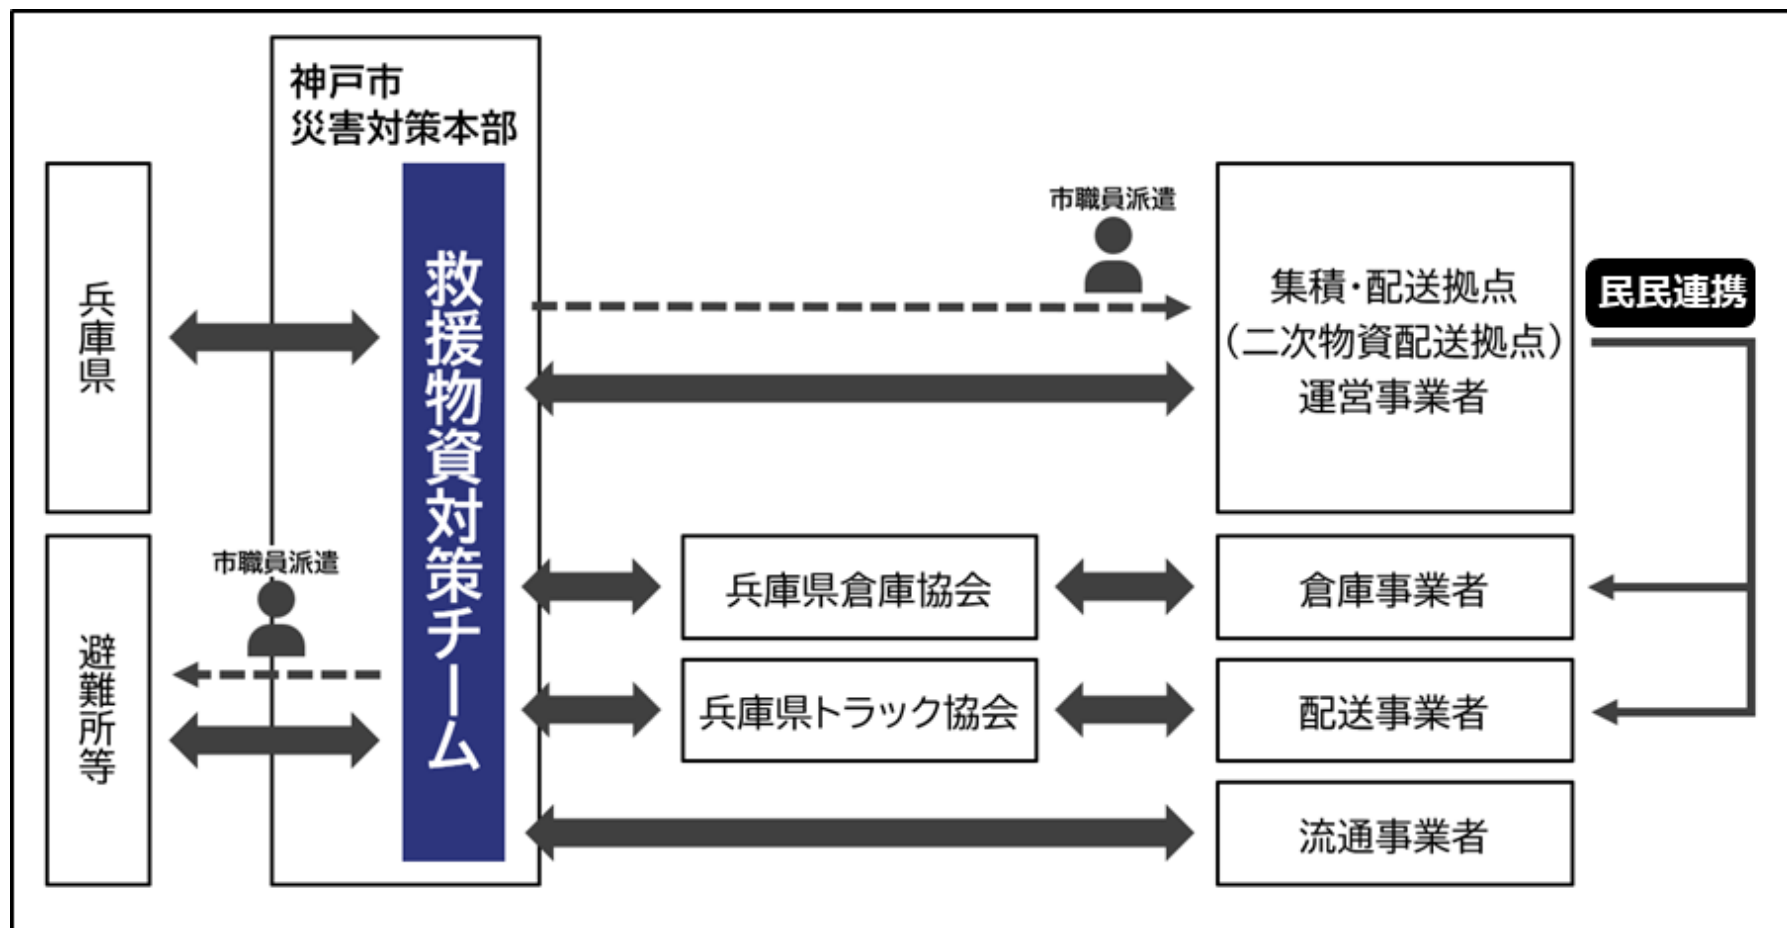 神戸市
災害対策本部
兵庫県
救援物資対策チーム
市職員派遣
集積・配送拠点
（二次物資配送拠点）
運営事業者
民民連携
避難所等
市職員派遣
兵庫県倉庫協会
倉庫事業者
兵庫県トラック協会
配送事業者
流通事業者